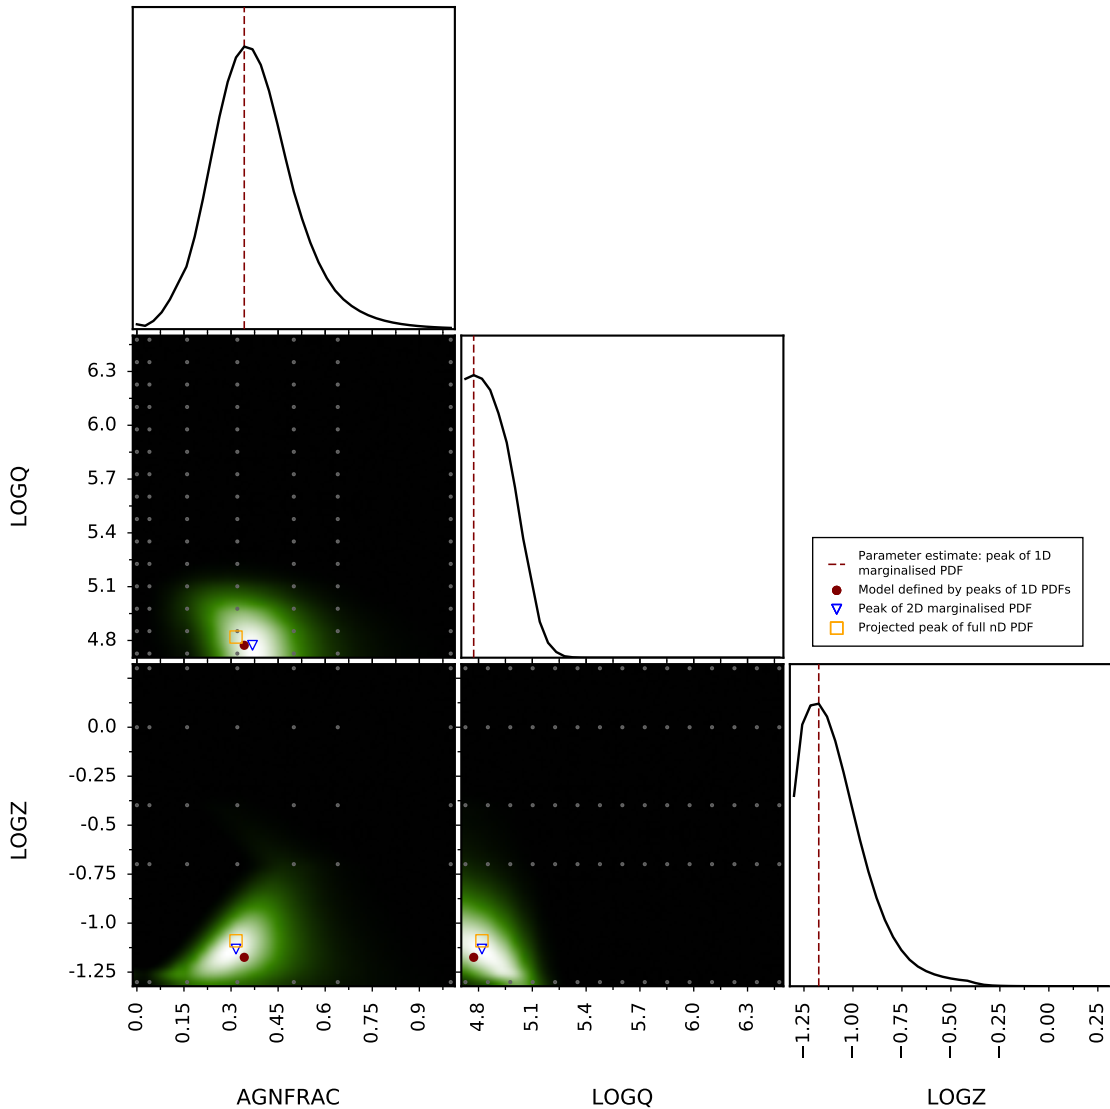 LOGQ
6.3
6.0
5.7
5.4
5.1
4.8
Parameter estimate: peak of 1D
marginalised PDF
Model defined by peaks of 1D PDFs
Peak of 2D marginalised PDF
Projected peak of full nD PDF
LOGZ
0.0
-0.25
-0.5
-0.75
-1.0
-1.25
0.0 0.15 0.3 0.45 0.6 0.75 0.9
4.8 5.1 5.4 5.7 6.0 6.3
−1.25 −1.00 −0.75 −0.50 −0.25 0.00 0.25
AGNFRAC LOGQ LOGZ